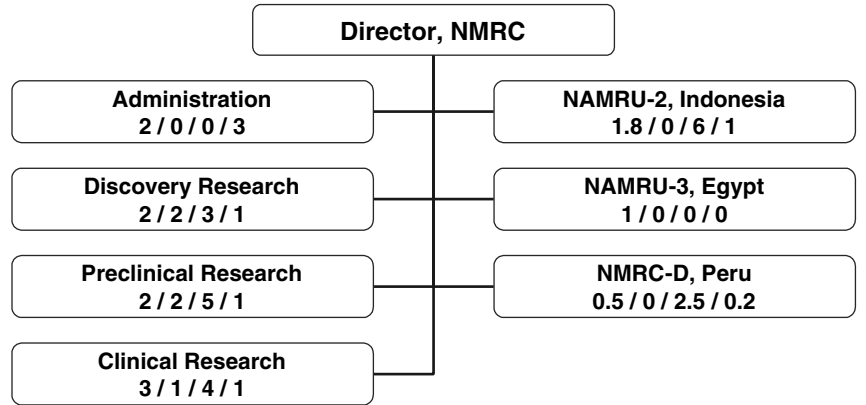 Director, NMRC
Administration
2 / 0 / 0 / 3
Discovery Research
2 / 2 / 3 / 1
Preclinical Research
2 / 2 / 5 / 1
Clinical Research
3 / 1 / 4 / 1
NAMRU-2, Indonesia
1.8 / 0 / 6 / 1
NAMRU-3, Egypt
1 / 0 / 0 / 0
NMRC-D, Peru
0.5 / 0 / 2.5 / 0.2